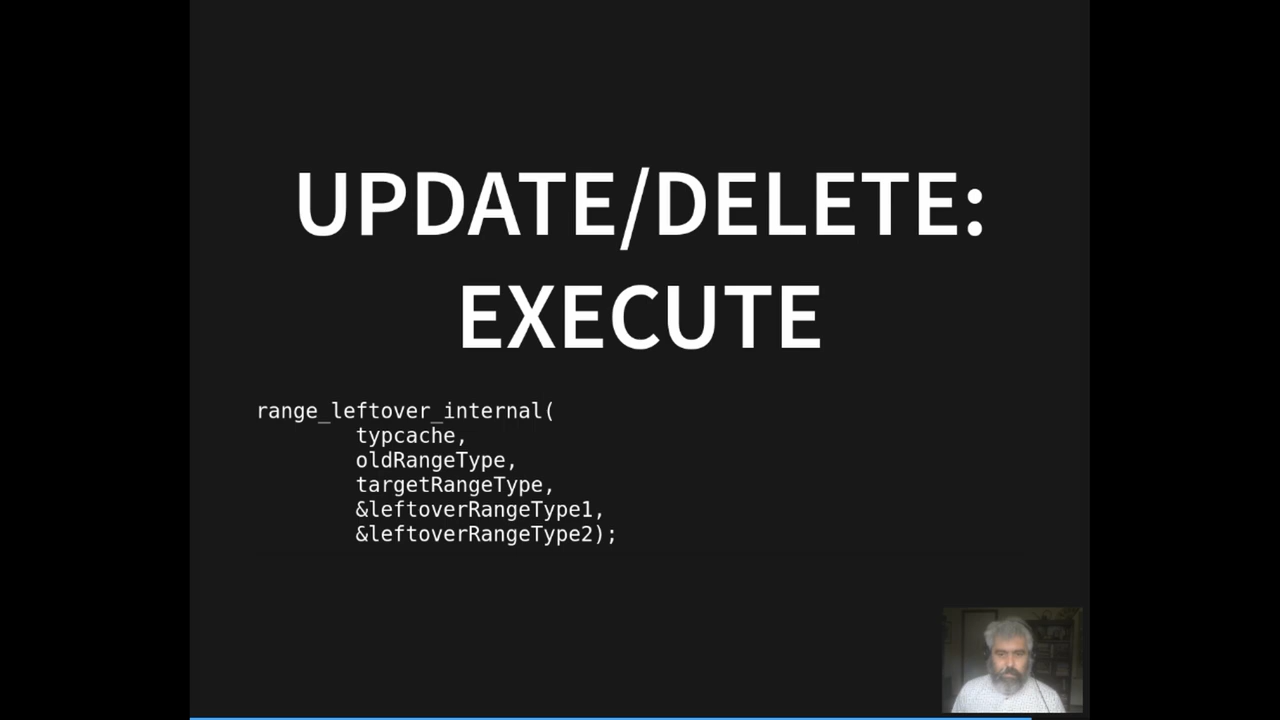 UPDATE/DELETE:
EXECUTE
range_leftover_internal(
        typcache,
        oldRangeType,
        targetRangeType,
        &leftoverRangeType1,
        &leftoverRangeType2);